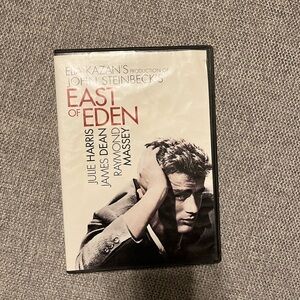 ELIA KAZAN'S PRODUCTION OF
JOHN STEINBECK'S
EAST
OF EDEN
JULIE HARRIS
JAMES DEAN
RAYMOND
MASSEY